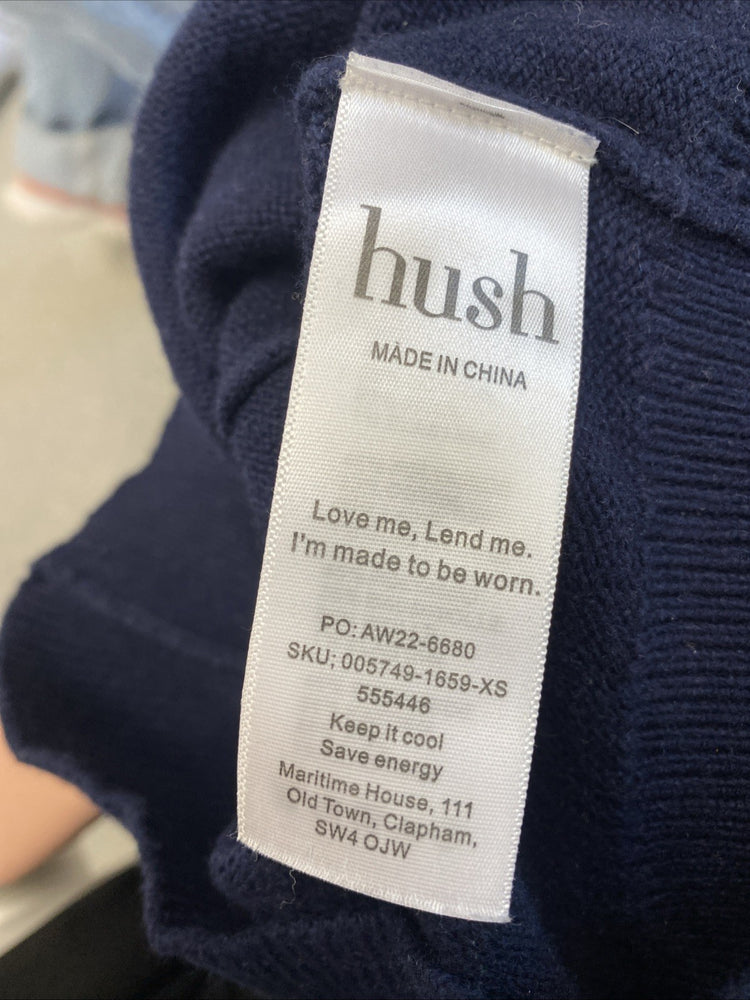 hush
MADE IN CHINA
Love me, Lend me.
I'm made to be worn.
PO: AW22-6680
SKU; 005749-1659-XS
555446
Keep it cool
Save energy
Maritime House, 111
Old Town, Clapham,
SW4 OJW